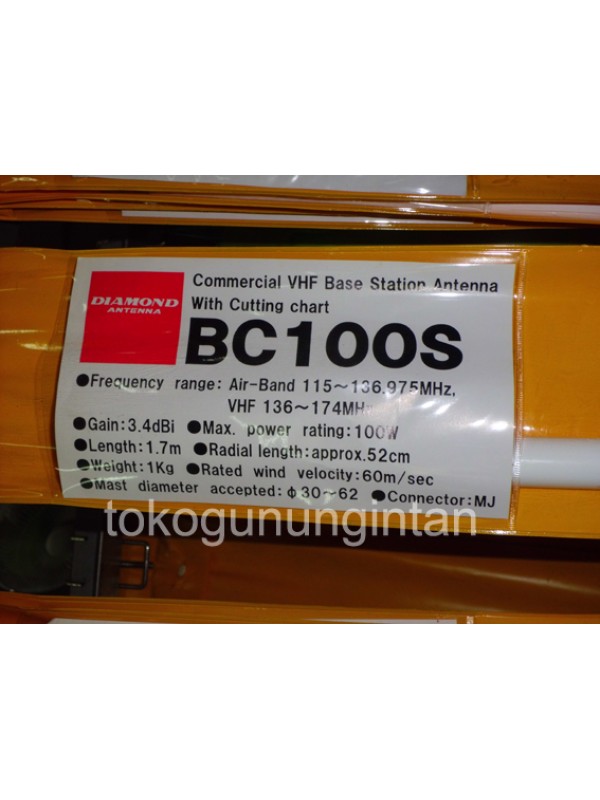 DIAMOND
ANTENNA
Commercial VHF Base Station Antenna
With Cutting chart
BC100S
●Frequency range: Air-Band 115～136.975MHz,
VHF 136～174MHz
●Gain:3.4dBi ●Max. power rating:100W
●Length:1.7m ●Radial length:approx.52cm
●Weight:1Kg ●Rated wind velocity:60m/sec
●Mast diameter accepted:φ30～62 ●Connector:MJ
tokogunungintan